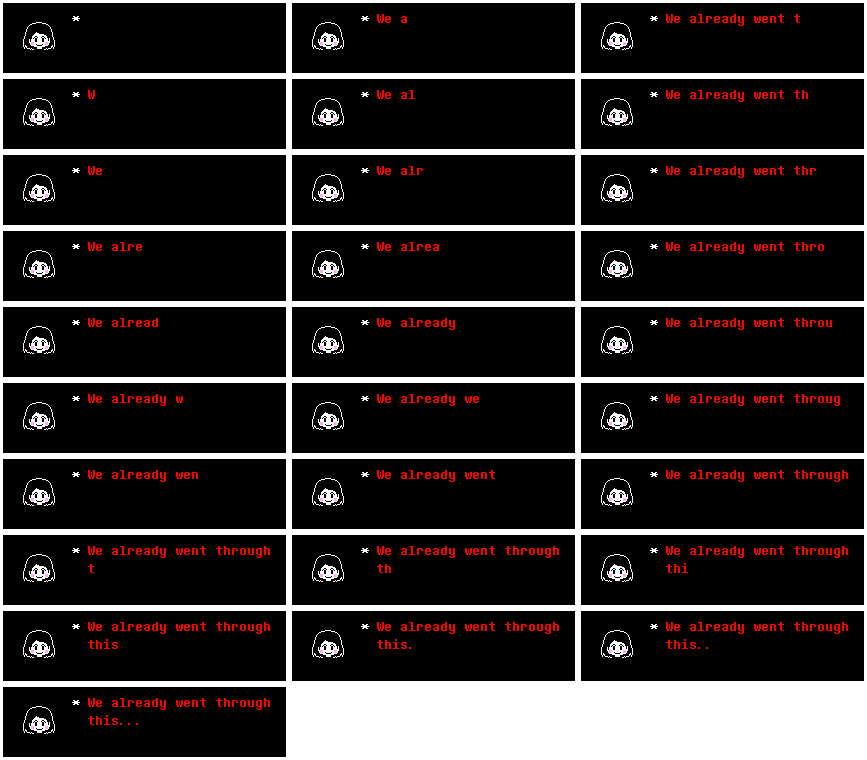 *
* We a
* We already went t
* W
* We al
* We already went th
* We
* We alr
* We already went thr
* We alre
* We alrea
* We already went thro
* We alread
* We already
* We already went throu
* We already w
* We already we
* We already went throug
* We already wen
* We already went
* We already went through
* We already went through
t
* We already went through
th
* We already went through
thi
* We already went through
this
* We already went through
this.
* We already went through
this..
* We already went through
this...